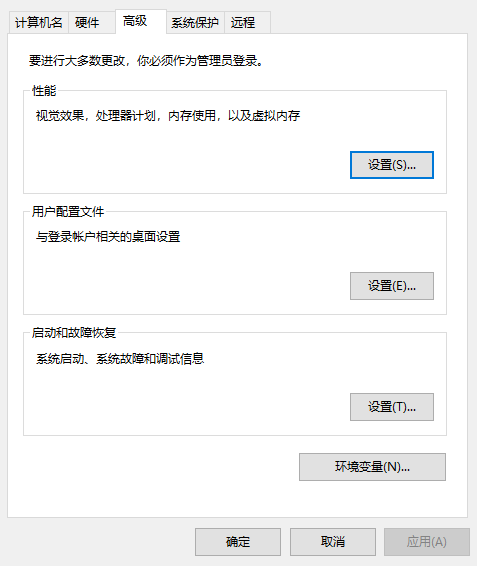 计算机名 硬件 高级 系统保护 远程
要进行大多数更改，你必须作为管理员登录。
性能
视觉效果，处理器计划，内存使用，以及虚拟内存
设置(S)...
用户配置文件
与登录帐户相关的桌面设置
设置(E)...
启动和故障恢复
系统启动、系统故障和调试信息
设置(T)...
环境变量(N)...
确定 取消 应用(A)